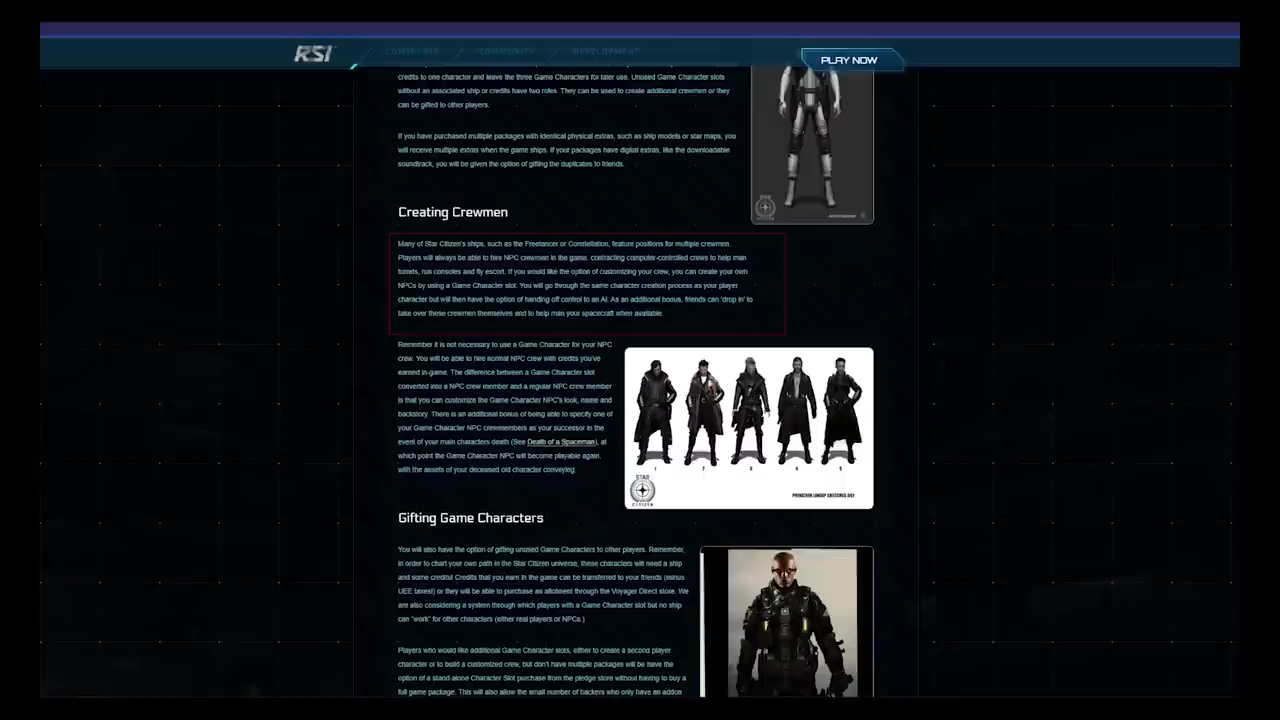 RSI
COMMANDS
COMMUNITY
DEVELOPMENT
PLAY NOW
credits to one character and leave the three Game Characters for later use. Unused Game Character slots
without an associated ship or credits have two roles. They can be used to create additional crewmen or they
can be gifted to other players.
If you have purchased multiple packages with identical physical extras, such as ship models or star maps, you
will receive multiple extras when the game ships. If your packages have digital extras, like the downloadable
soundtrack, you will be given the option of gifting the duplicates to friends.
Creating Crewmen
Many of Star Citizen's ships, such as the Freelancer or Constellation, feature positions for multiple crewmen.
Players will always be able to hire NPC crewmen in the game, contracting computer-controlled crews to help man
turrets, run consoles and fly escort. If you would like the option of customizing your crew, you can create your own
NPCs by using a Game Character slot. You will go through the same character creation process as your player
character but will then have the option of handing off control to an AI. As an additional bonus, friends can 'drop in' to
take over these crewmen themselves and to help man your spacecraft when available.
Remember it is not necessary to use a Game Character for your NPC
crew. You will be able to hire normal NPC crew with credits you've
earned in-game. The difference between a Game Character slot
converted into a NPC crew member and a regular NPC crew member
is that you can customize the Game Character NPC's look, name and
backstory. There is an additional bonus of being able to specify one of
your Game Character NPC crewmembers as your successor in the
event of your main characters death (See Death of a Spaceman), at
which point the Game Character NPC will become playable again,
with the assets of your deceased old character conveying.
1 2 3 4 5
STAR
CITIZEN
Gifting Game Characters
You will also have the option of gifting unused Game Characters to other players. Remember,
in order to chart your own path in the Star Citizen universe, these characters will need a ship
and some credits! Credits that you earn in the game can be transferred to your friends (minus
UEE taxes!) or they will be able to purchase an allotment through the Voyager Direct store. We
are also considering a system through which players with a Game Character slot but no ship
can "work" for other characters (either real players or NPCs.)
Players who would like additional Game Character slots, either to create a second player
character or to build a customized crew, but don't have multiple packages will be have the
option of a stand-alone Character Slot purchase from the pledge store without having to buy a
full game package. This will also allow the small number of backers who only have an addon